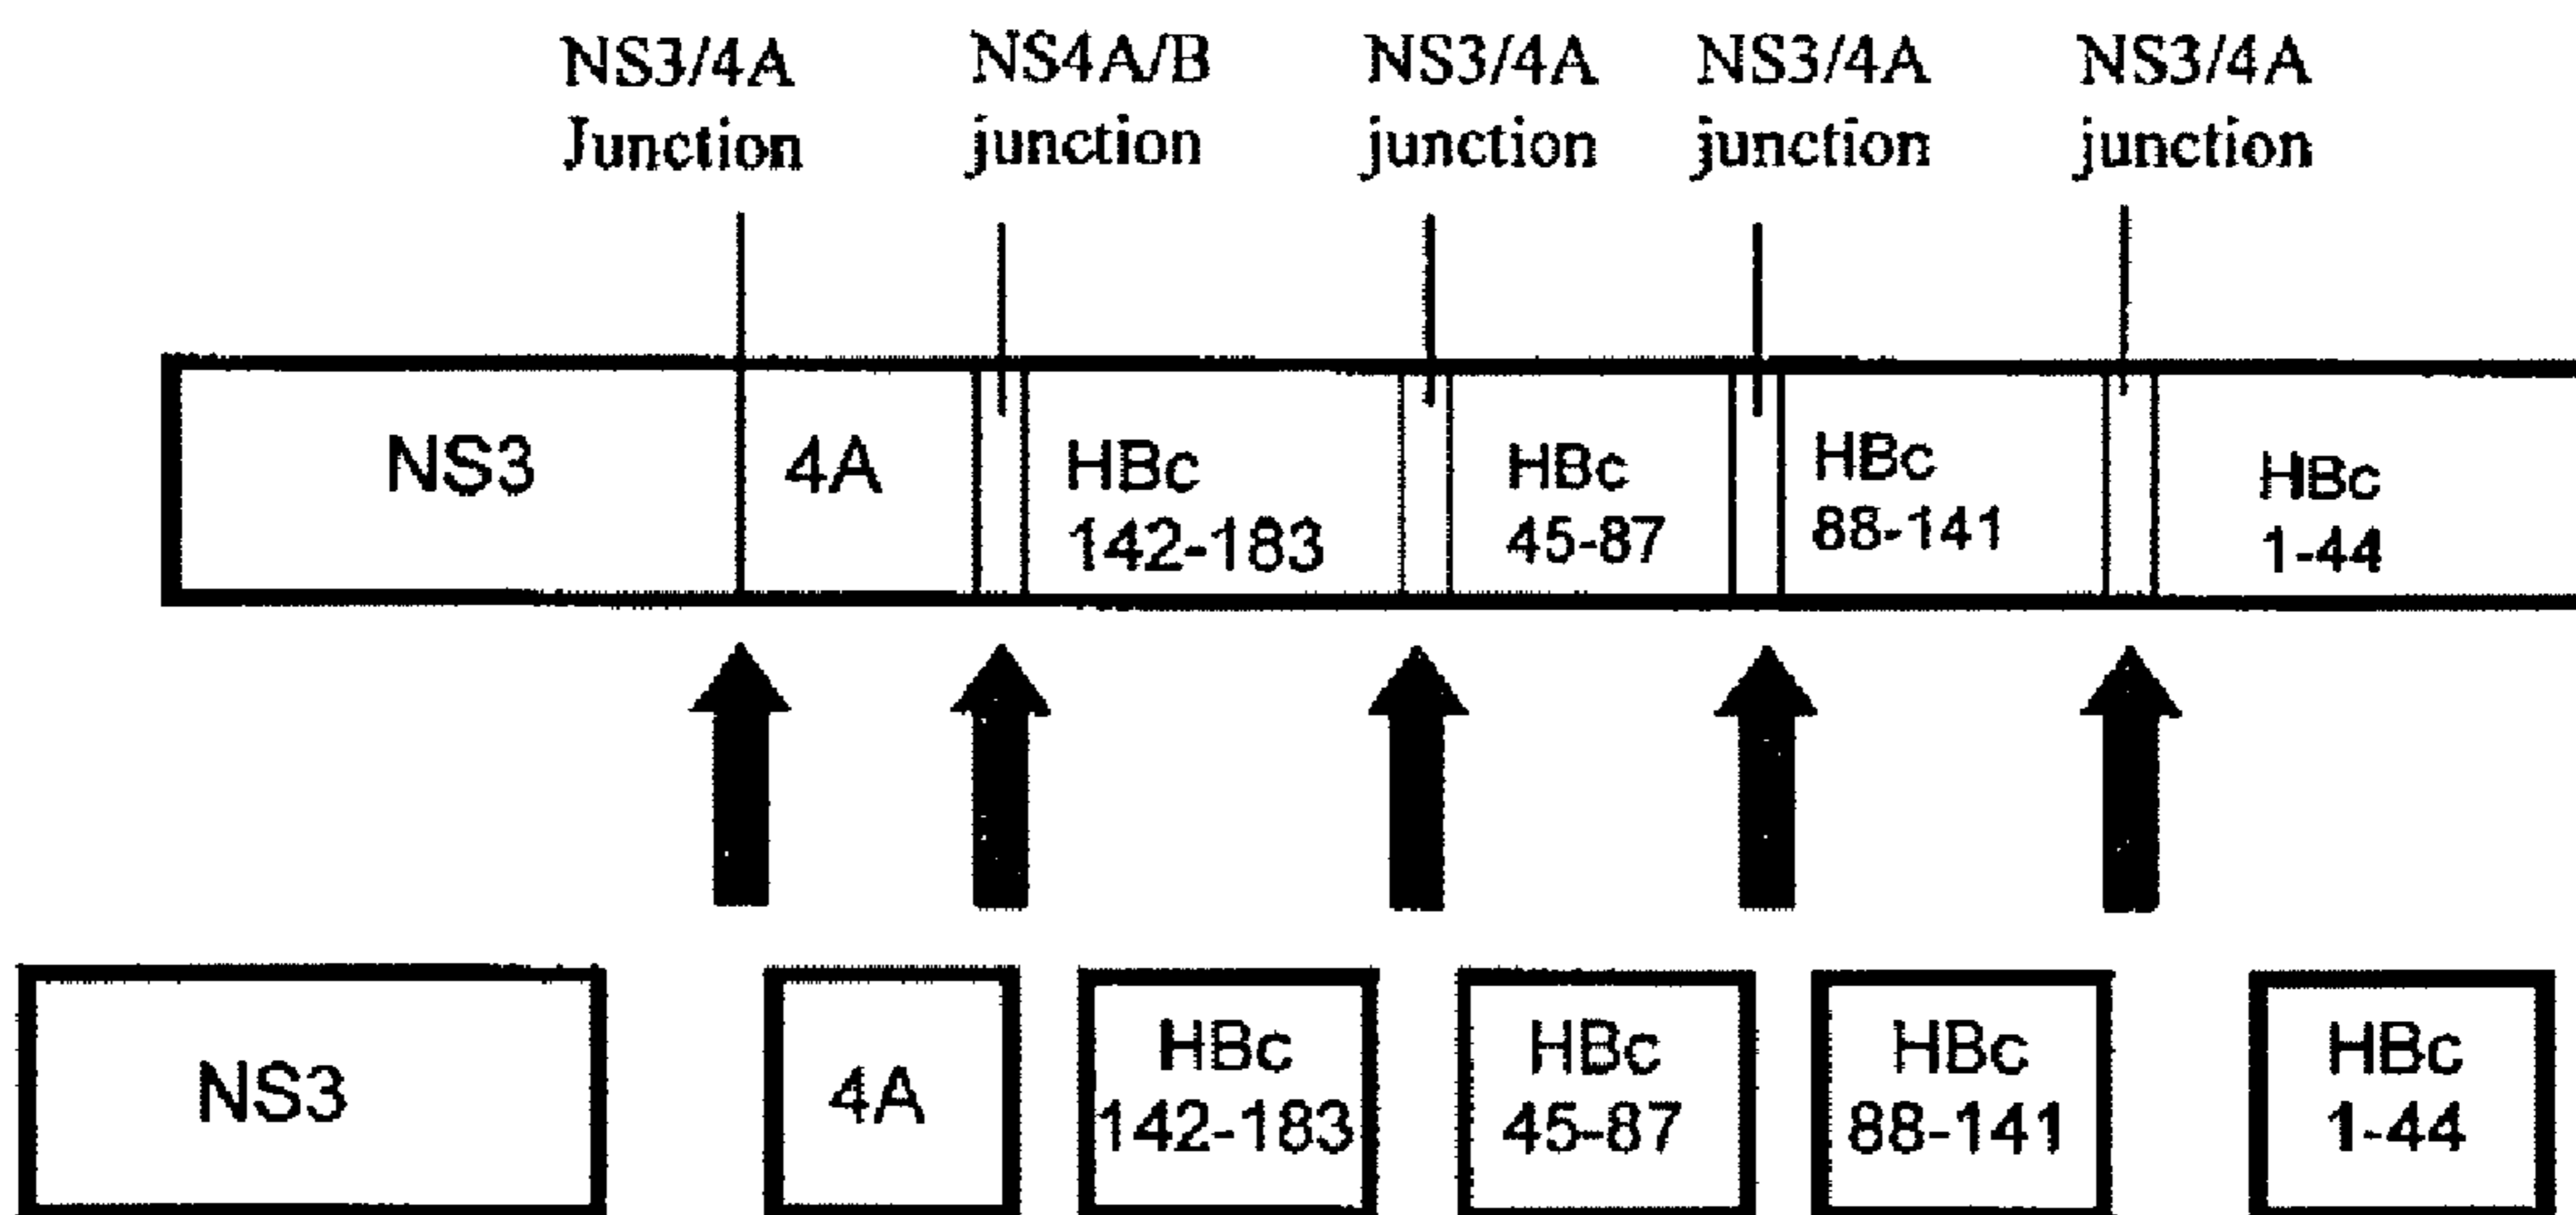 NS3/4A
Junction
NS4A/B
junction
NS3/4A
junction
NS3/4A
junction
NS3/4A
junction
NS3
4A
HBc
142-183
HBc
45-87
HBc
88-141
HBc
1-44
NS3
4A
HBc
142-183
HBc
45-87
HBc
88-141
HBc
1-44